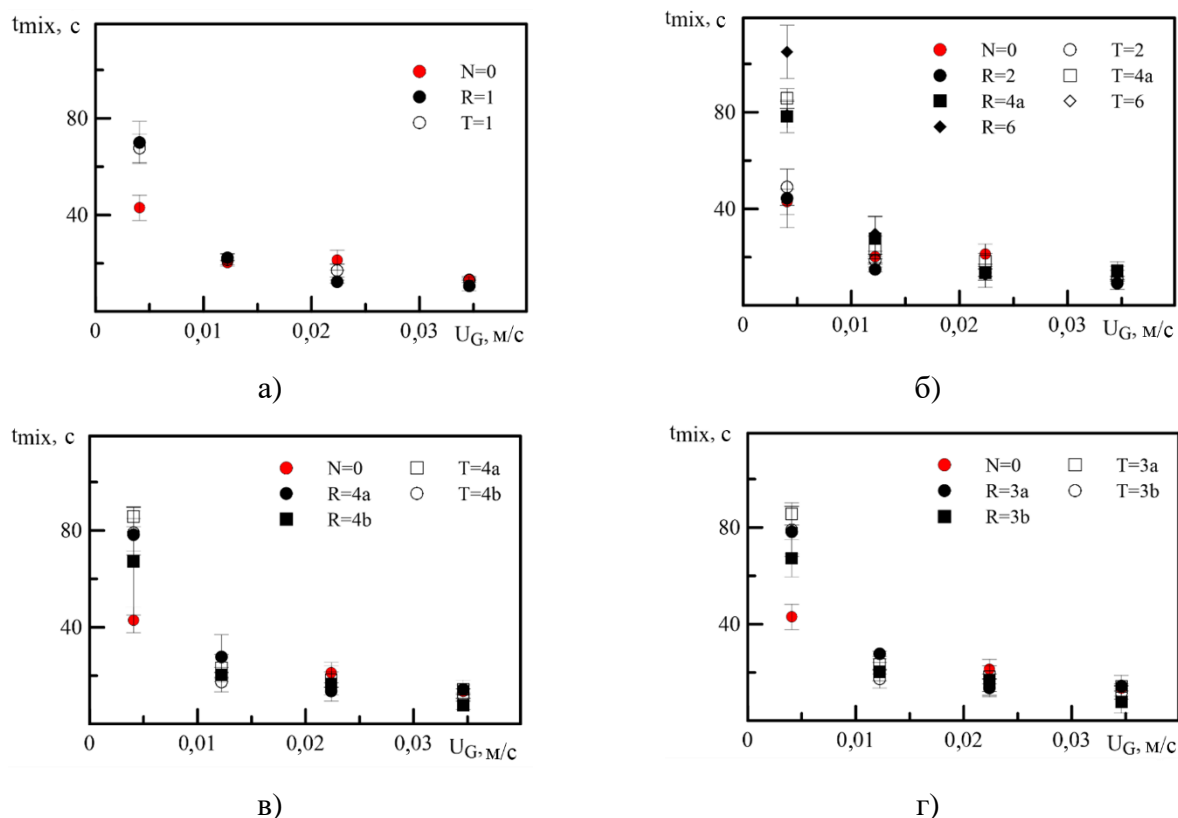 tmix, с
80
40
0
0,01
0,02
0,03
UG, м/с
N=0
R=1
T=1
а)
tmix, с
80
40
0
0,01
0,02
0,03
UG, м/с
N=0
T=2
R=2
T=4a
R=4a
T=6
R=6
б)
tmix, с
80
40
0
0,01
0,02
0,03
UG, м/с
N=0
T=4a
R=4a
T=4b
R=4b
в)
tmix, с
80
40
0
0,01
0,02
0,03
UG, м/с
N=0
T=3a
R=3a
T=3b
R=3b
г)